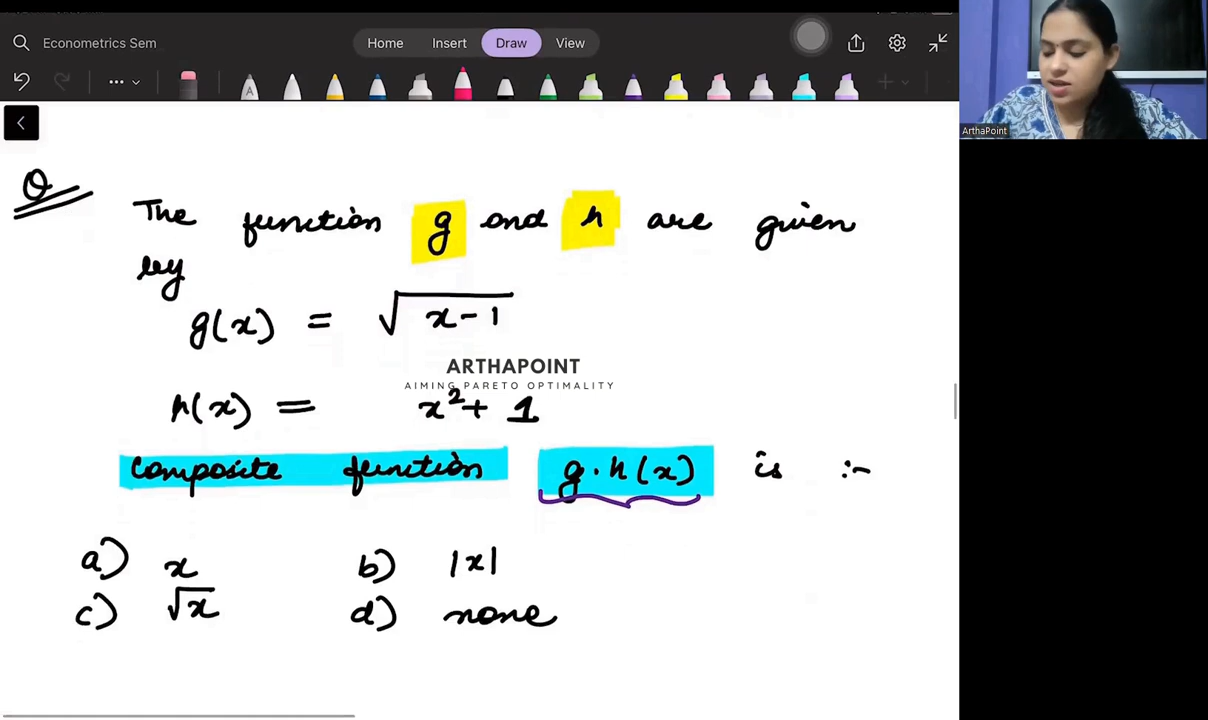 Econometrics Sem
Home Insert Draw View
ArthaPoint
Q
The function g and h are given
by
g(x) = √x-1
ARTHAPOINT
AIMING PARETO OPTIMALITY
h(x) = x²+ 1
composite function g·h(x) is :-
a) x b) |x|
c) √x d) none